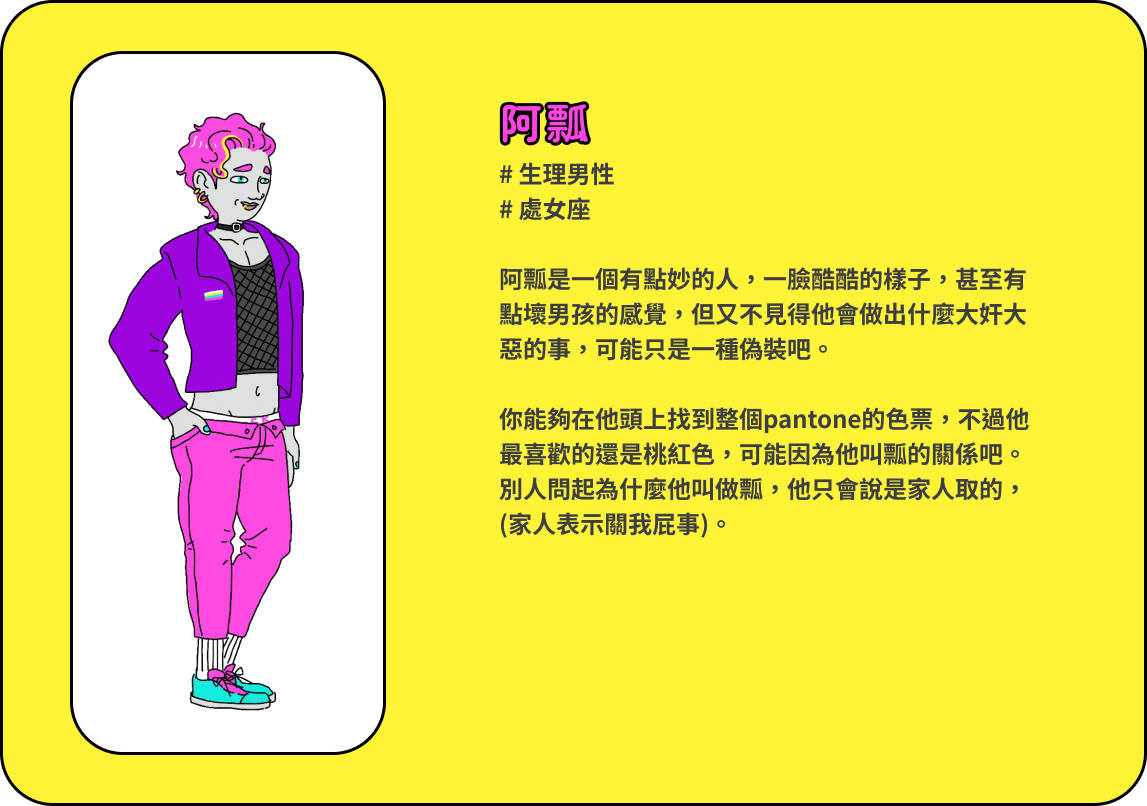 阿瓢
# 生理男性
# 處女座
阿瓢是一個有點妙的人，一臉酷酷的樣子，甚至有
點壞男孩的感覺，但又不見得他會做出什麼大奸大
惡的事，可能只是一種偽裝吧。
你能夠在他頭上找到整個pantone的色票，不過他
最喜歡的還是桃紅色，可能因為他叫瓢的關係吧。
別人問起為什麼他叫做瓢，他只會說是家人取的，
(家人表示關我屁事)。